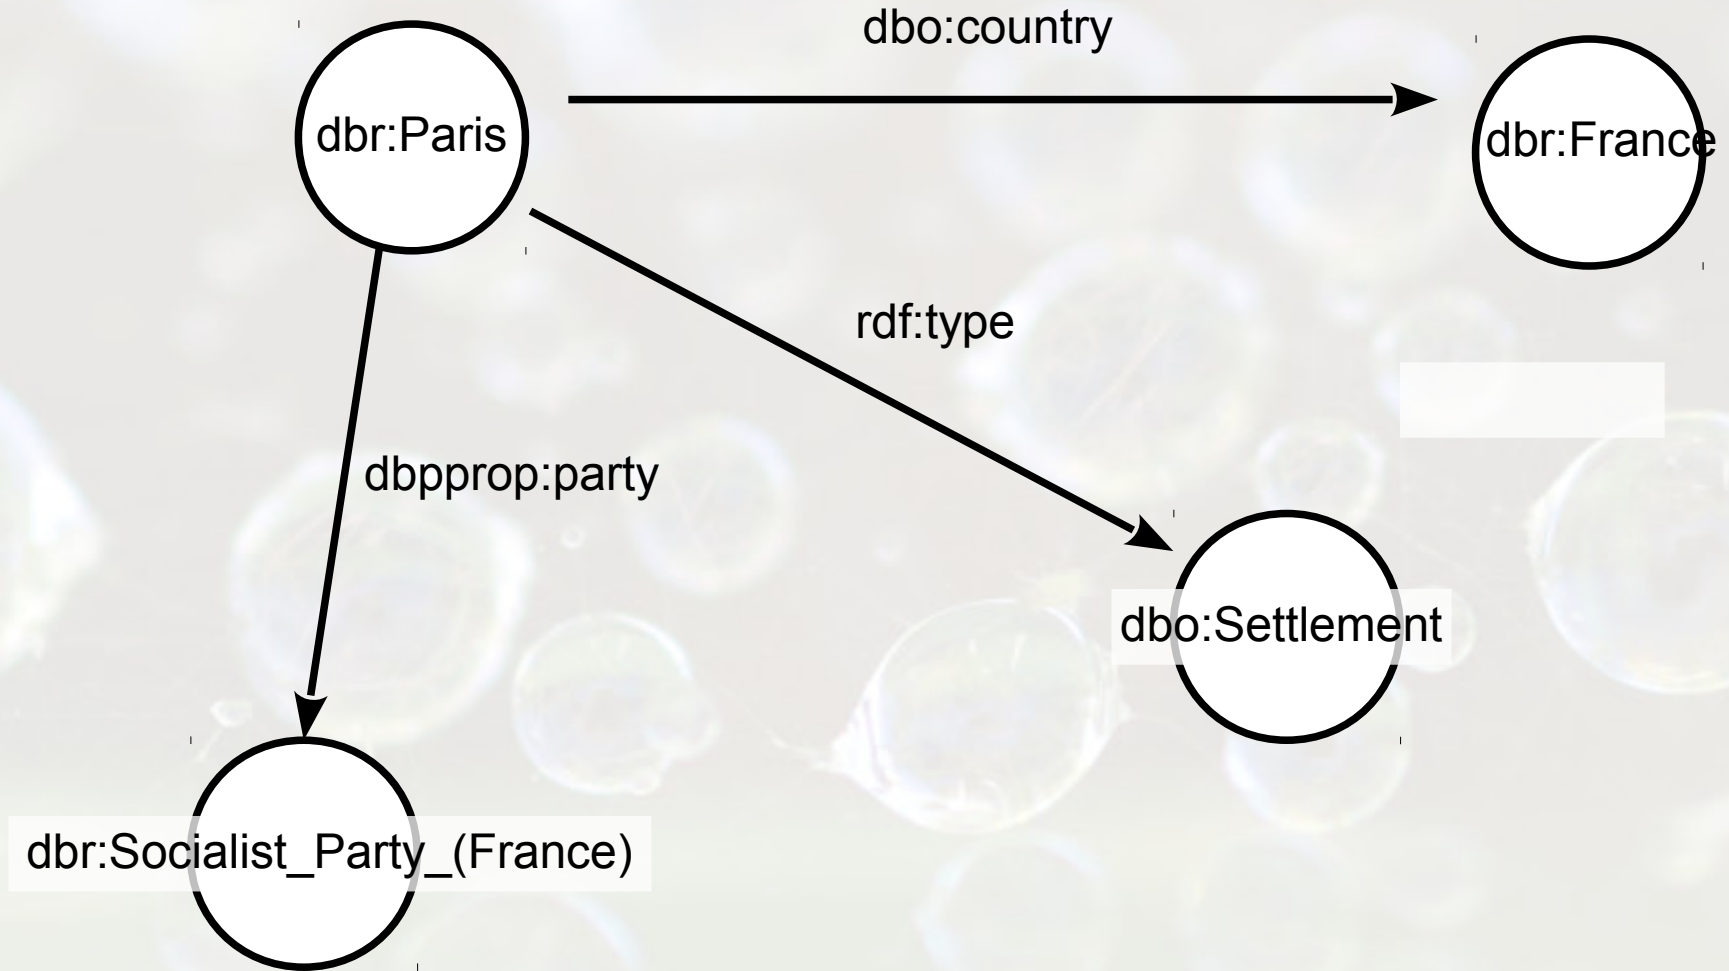 dbo:country
dbr:Paris
dbr:France
rdf:type
dbpprop:party
dbo:Settlement
dbr:Socialist_Party_(France)